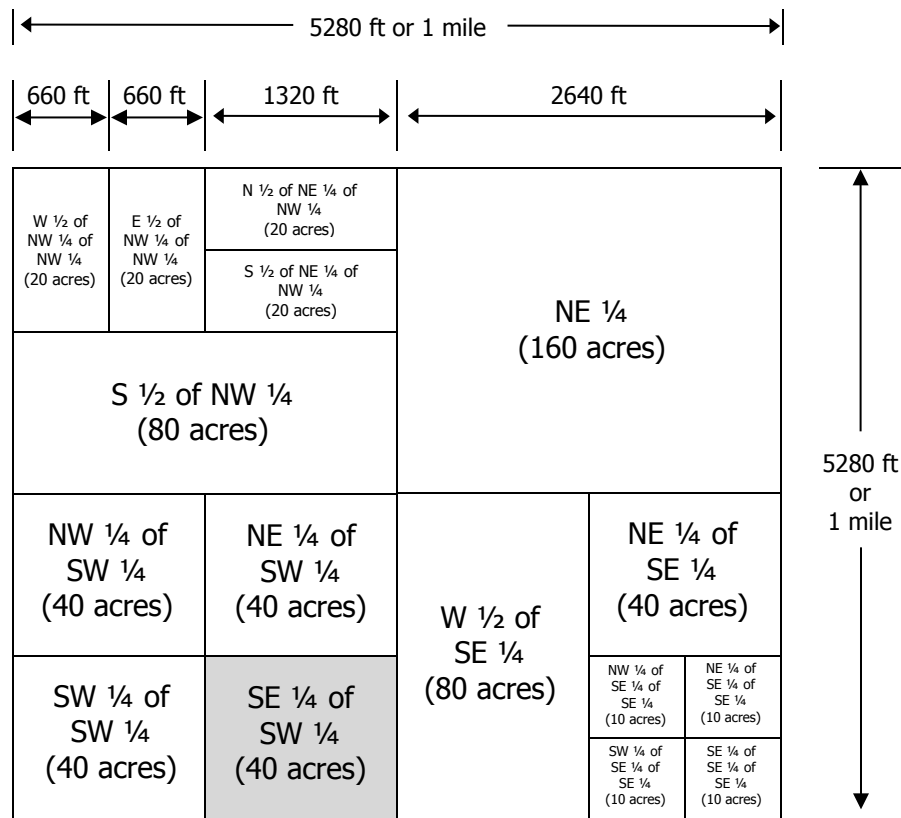 5280 ft or 1 mile
660 ft
660 ft
1320 ft
2640 ft
W ½ of
NW ¼ of
NW ¼
(20 acres)
E ½ of
NW ¼ of
NW ¼
(20 acres)
N ½ of NE ¼ of
NW ¼
(20 acres)
S ½ of NE ¼ of
NW ¼
(20 acres)
NE ¼
(160 acres)
S ½ of NW ¼
(80 acres)
5280 ft
or
1 mile
NW ¼ of
SW ¼
(40 acres)
NE ¼ of
SW ¼
(40 acres)
W ½ of
SE ¼
(80 acres)
NE ¼ of
SE ¼
(40 acres)
SW ¼ of
SW ¼
(40 acres)
SE ¼ of
SW ¼
(40 acres)
NW ¼ of
SE ¼ of
SE ¼
(10 acres)
NE ¼ of
SE ¼ of
SE ¼
(10 acres)
SW ¼ of
SE ¼ of
SE ¼
(10 acres)
SE ¼ of
SE ¼ of
SE ¼
(10 acres)